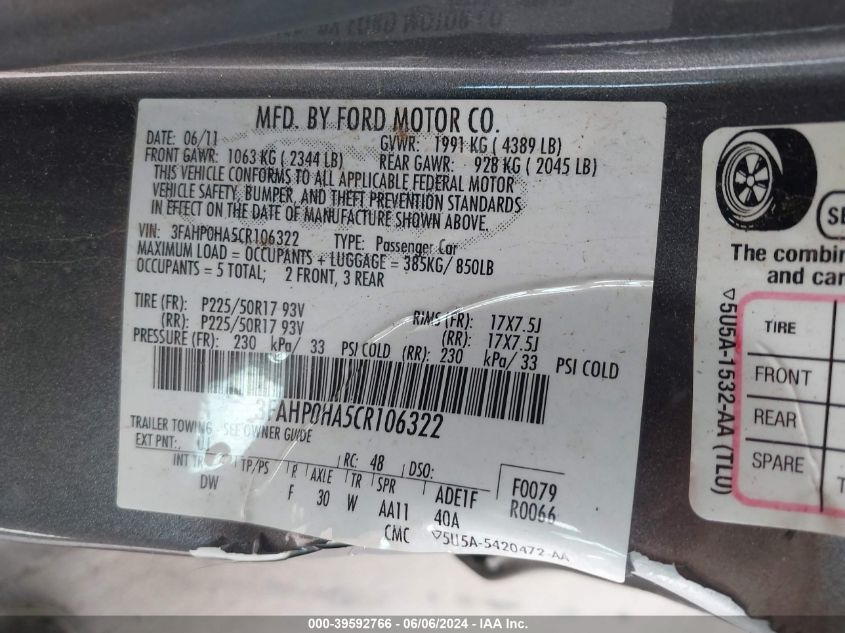 MFD. BY FORD MOTOR CO.
DATE: 06/11 GVWR: 1991 KG ( 4389 LB)
FRONT GAWR: 1063 KG ( 2344 LB) REAR GAWR: 928 KG ( 2045 LB)
THIS VEHICLE CONFORMS TO ALL APPLICABLE FEDERAL MOTOR
VEHICLE SAFETY, BUMPER, AND THEFT PREVENTION STANDARDS
IN EFFECT ON THE DATE OF MANUFACTURE SHOWN ABOVE.
VIN: 3FAHP0HA5CR106322 TYPE: Passenger Car
MAXIMUM LOAD = OCCUPANTS + LUGGAGE = 385KG/ 850LB
OCCUPANTS = 5 TOTAL; 2 FRONT, 3 REAR
TIRE (FR): P225/50R17 93V RIMS (FR): 17X7.5J
(RR): P225/50R17 93V (RR): 17X7.5J
PRESSURE (FR): 230 kPa/ 33 PSI COLD (RR): 230 kPa/ 33 PSI COLD
3FAHP0HA5CR106322
TRAILER TOWING - SEE OWNER GUIDE
EXT PNT: UJ RC: 48 DSO:
INT TR TP/PS R AXLE TR SPR ADE1F F0079
DW F 30 W AA11 40A R0066
CMC ▽5U5A-5420472-AA
The combin
and car
TIRE
FRONT
REAR
SPARE
▽5U5A-1532-AA (TLU)
000-39592766 - 06/06/2024 - IAA Inc.